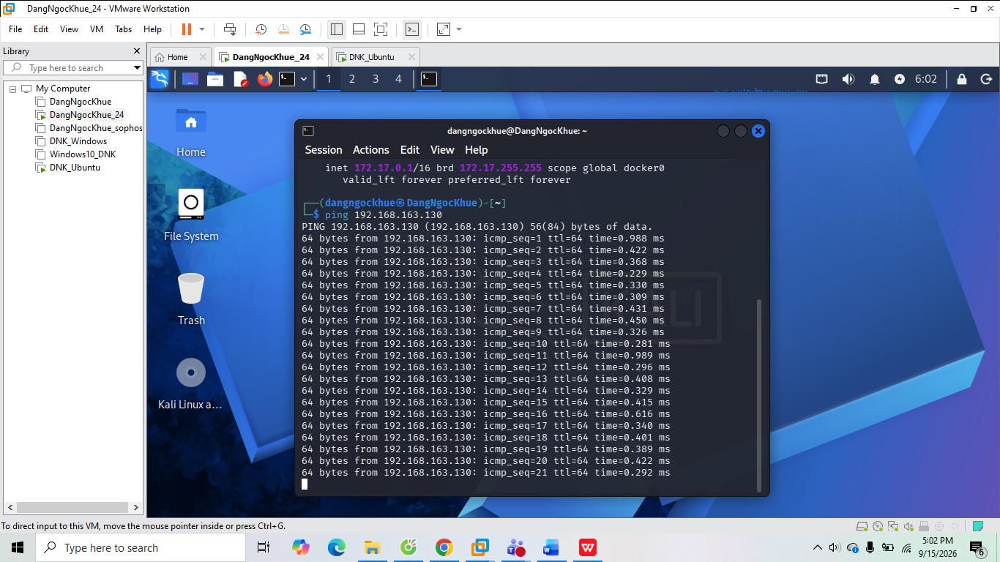 DangNgocKhue_24 - VMware Workstation
File Edit View VM Tabs Help
Library
Type here to search
My Computer
DangNgocKhue
DangNgocKhue_24
DangNgocKhue_sophos
DNK_Windows
Windows10_DNK
DNK_Ubuntu
Home DangNgocKhue_24 DNK_Ubuntu
1 2 3 4 6:02
Home
File System
Trash
Kali Linux a...
dangngockhue@DangNgocKhue: ~
Session Actions Edit View Help
inet 172.17.0.1/16 brd 172.17.255.255 scope global docker0
valid_lft forever preferred_lft forever
┌──(dangngockhue㉿DangNgocKhue)-[~]
└─$ ping 192.168.163.130
PING 192.168.163.130 (192.168.163.130) 56(84) bytes of data.
64 bytes from 192.168.163.130: icmp_seq=1 ttl=64 time=0.988 ms
64 bytes from 192.168.163.130: icmp_seq=2 ttl=64 time=0.422 ms
64 bytes from 192.168.163.130: icmp_seq=3 ttl=64 time=0.368 ms
64 bytes from 192.168.163.130: icmp_seq=4 ttl=64 time=0.229 ms
64 bytes from 192.168.163.130: icmp_seq=5 ttl=64 time=0.330 ms
64 bytes from 192.168.163.130: icmp_seq=6 ttl=64 time=0.309 ms
64 bytes from 192.168.163.130: icmp_seq=7 ttl=64 time=0.431 ms
64 bytes from 192.168.163.130: icmp_seq=8 ttl=64 time=0.450 ms
64 bytes from 192.168.163.130: icmp_seq=9 ttl=64 time=0.326 ms
64 bytes from 192.168.163.130: icmp_seq=10 ttl=64 time=0.281 ms
64 bytes from 192.168.163.130: icmp_seq=11 ttl=64 time=0.989 ms
64 bytes from 192.168.163.130: icmp_seq=12 ttl=64 time=0.296 ms
64 bytes from 192.168.163.130: icmp_seq=13 ttl=64 time=0.408 ms
64 bytes from 192.168.163.130: icmp_seq=14 ttl=64 time=0.329 ms
64 bytes from 192.168.163.130: icmp_seq=15 ttl=64 time=0.415 ms
64 bytes from 192.168.163.130: icmp_seq=16 ttl=64 time=0.616 ms
64 bytes from 192.168.163.130: icmp_seq=17 ttl=64 time=0.340 ms
64 bytes from 192.168.163.130: icmp_seq=18 ttl=64 time=0.401 ms
64 bytes from 192.168.163.130: icmp_seq=19 ttl=64 time=0.389 ms
64 bytes from 192.168.163.130: icmp_seq=20 ttl=64 time=0.422 ms
64 bytes from 192.168.163.130: icmp_seq=21 ttl=64 time=0.292 ms
To direct input to this VM, move the mouse pointer inside or press Ctrl+G.
Type here to search
5:02 PM
9/15/2026
6